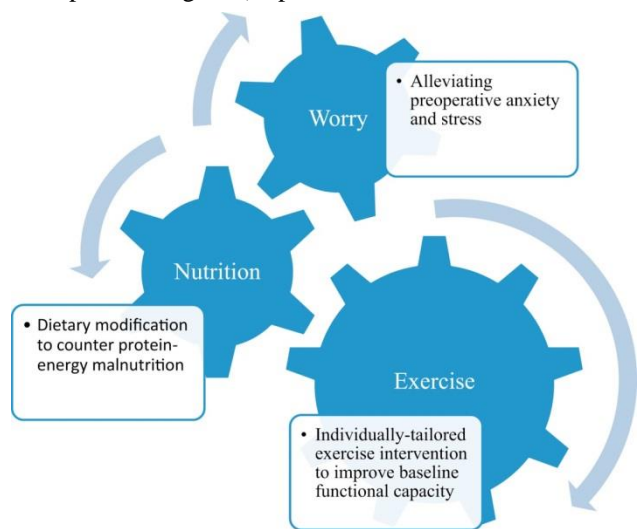 Worry
• Alleviating
preoperative anxiety
and stress
Nutrition
• Dietary modification
to counter protein-
energy malnutrition
Exercise
• Individually-tailored
exercise intervention
to improve baseline
functional capacity